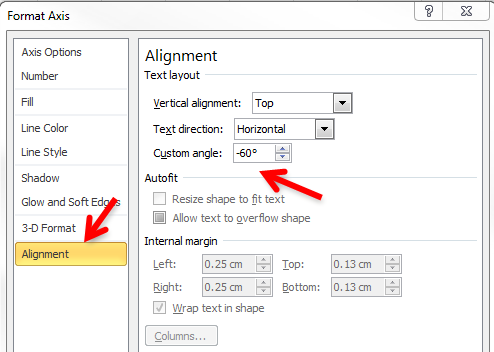 Format Axis
?
Axis Options
Number
Fill
Line Color
Line Style
Shadow
Glow and Soft Edges
3-D Format
Alignment
Alignment
Text layout
Vertical alignment: Top
Text direction: Horizontal
Custom angle: -60°
Autofit
Resize shape to fit text
Allow text to overflow shape
Internal margin
Left: 0.25 cm Top: 0.13 cm
Right: 0.25 cm Bottom: 0.13 cm
Wrap text in shape
Columns...